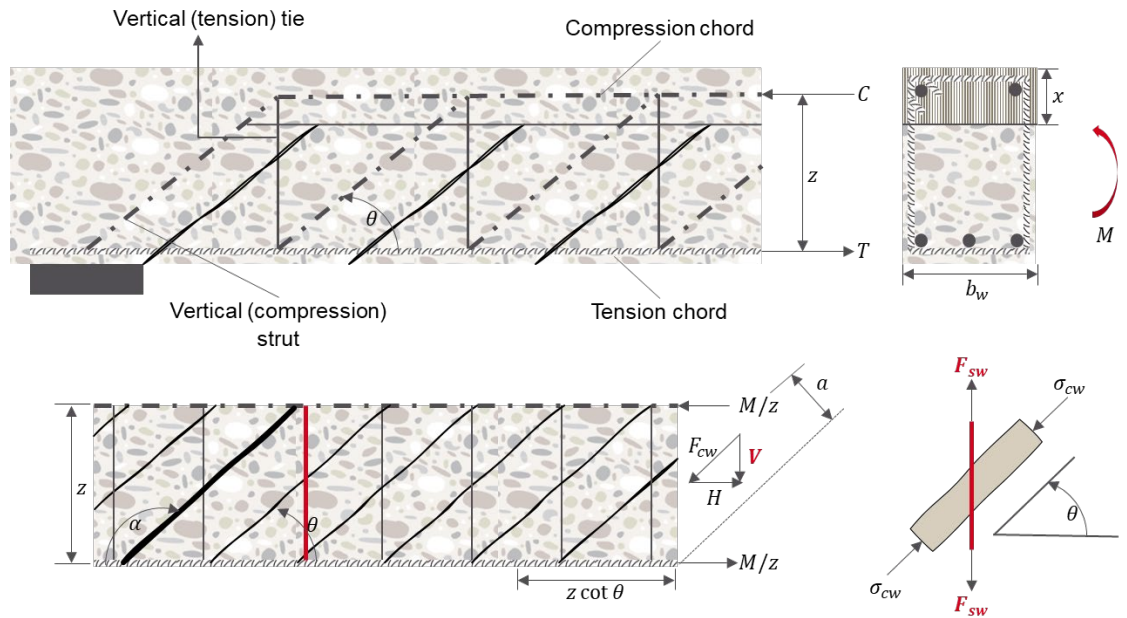 Vertical (tension) tie
Compression chord
C
x
z
θ
M
T
b_w
Vertical (compression)
strut
Tension chord
a
F_sw
σ_cw
M/z
F_cw
V
z
H
α
θ
θ
M/z
σ_cw
z cot θ
F_sw